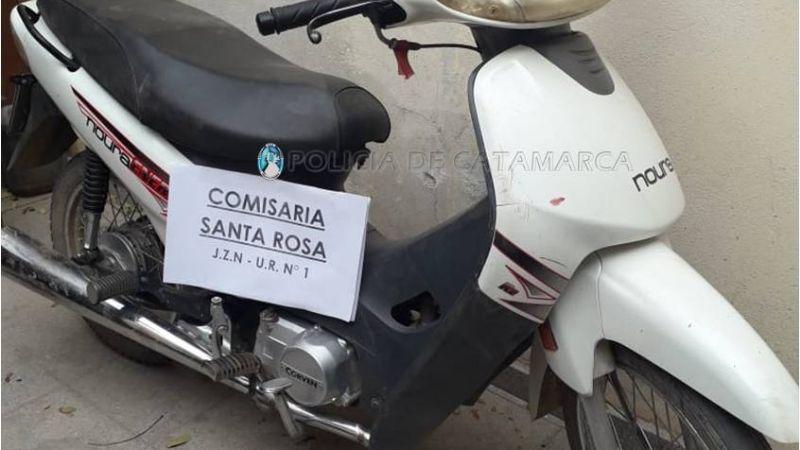 POLICIA DE CATAMARCA
noura
COMISARIA
SANTA ROSA
J.Z.N - U.R. N° 1
noura
CORVEN